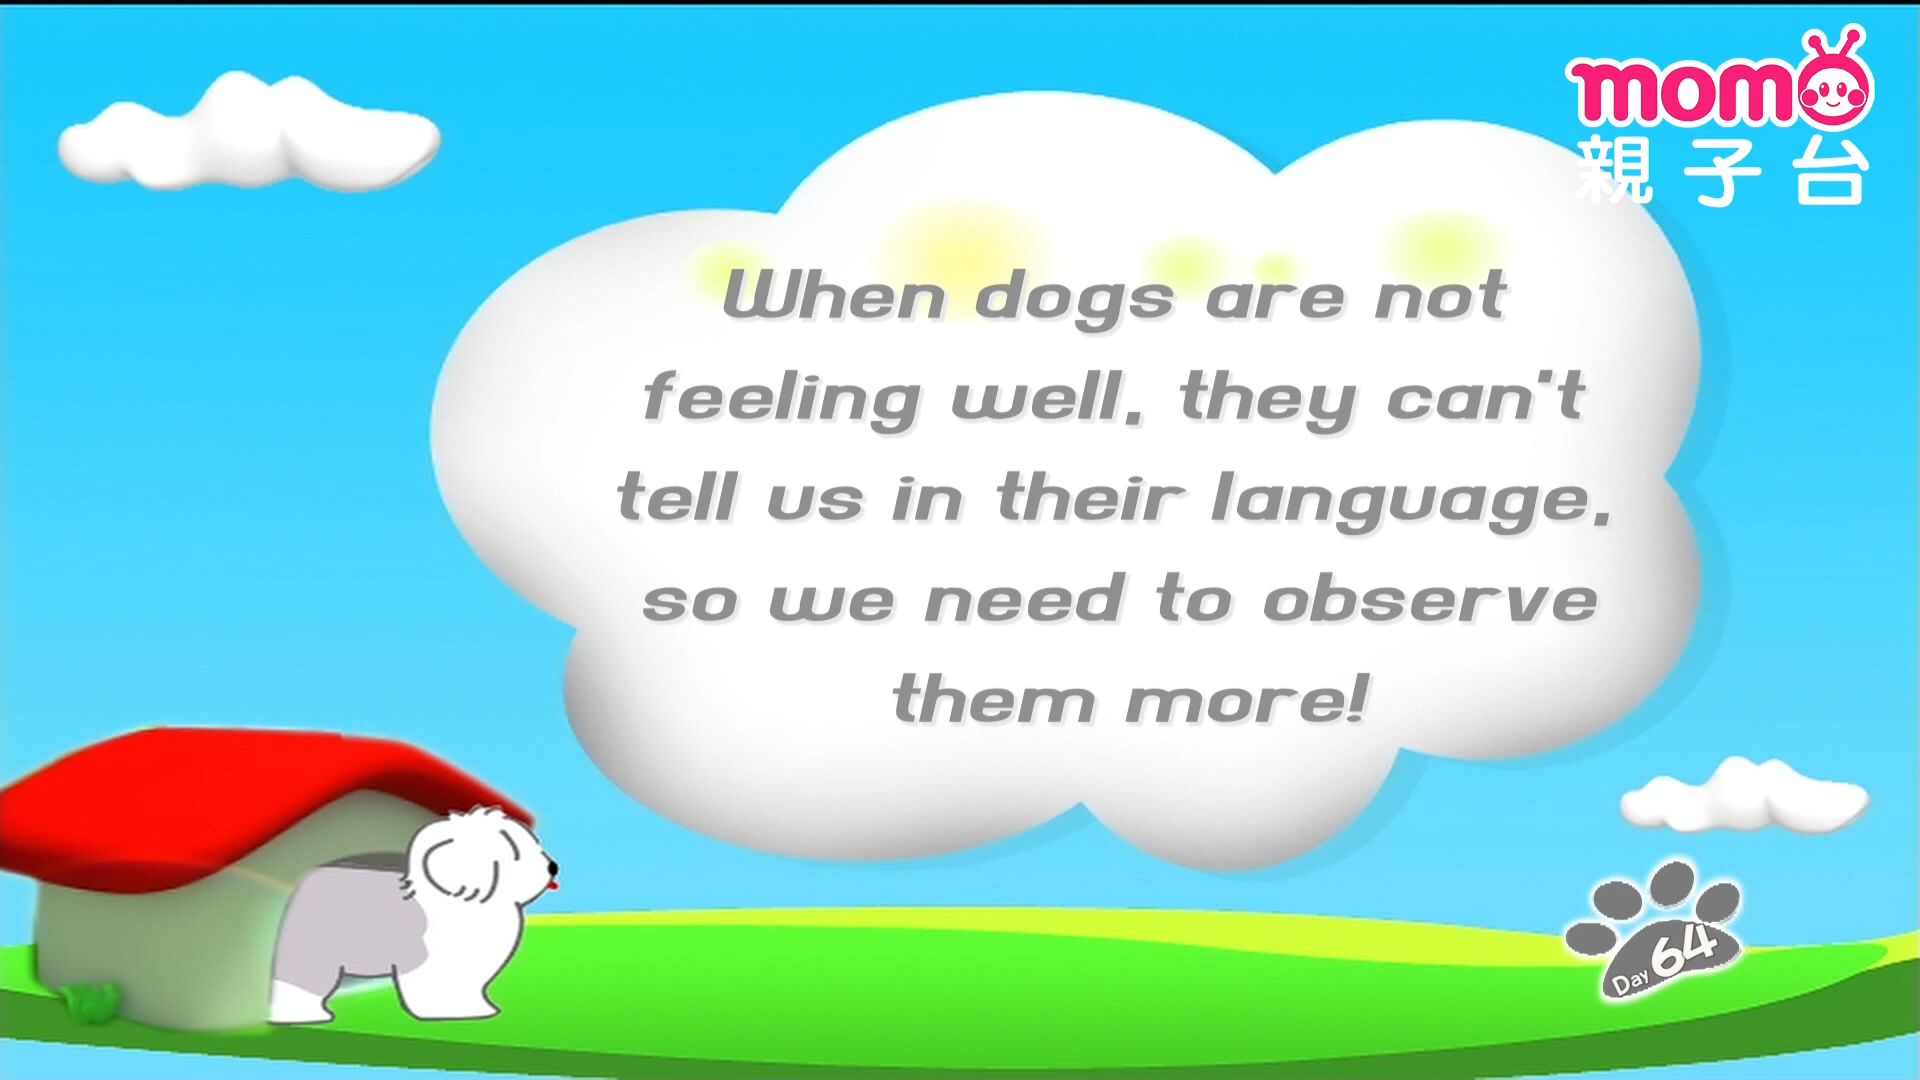 momo
親子台
When dogs are not
feeling well, they can't
tell us in their language,
so we need to observe
them more!
Day 64